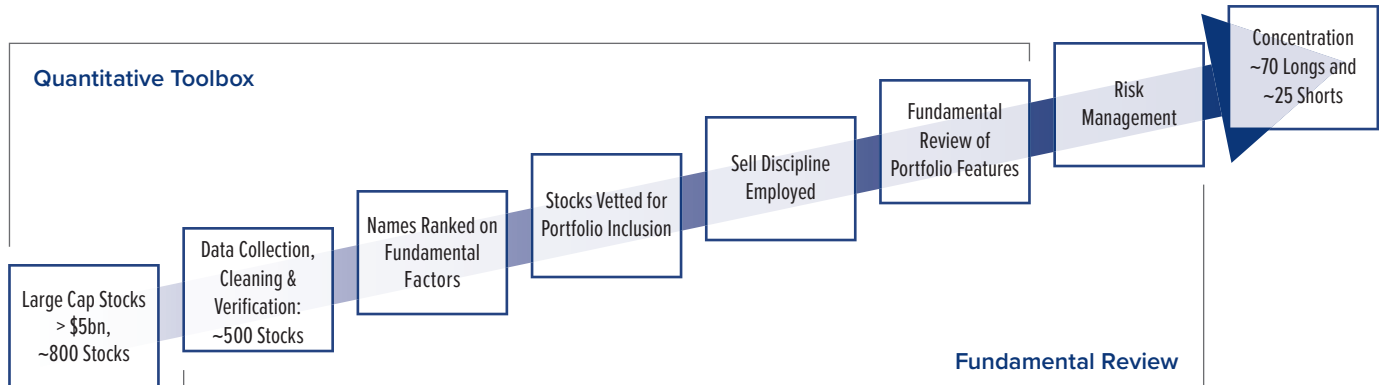 Quantitative Toolbox
Large Cap Stocks
> $5bn,
~800 Stocks
Data Collection,
Cleaning &
Verification:
~500 Stocks
Names Ranked on
Fundamental
Factors
Stocks Vetted for
Portfolio Inclusion
Sell Discipline
Employed
Fundamental
Review of
Portfolio Features
Risk
Management
Concentration
~70 Longs and
~25 Shorts
Fundamental Review